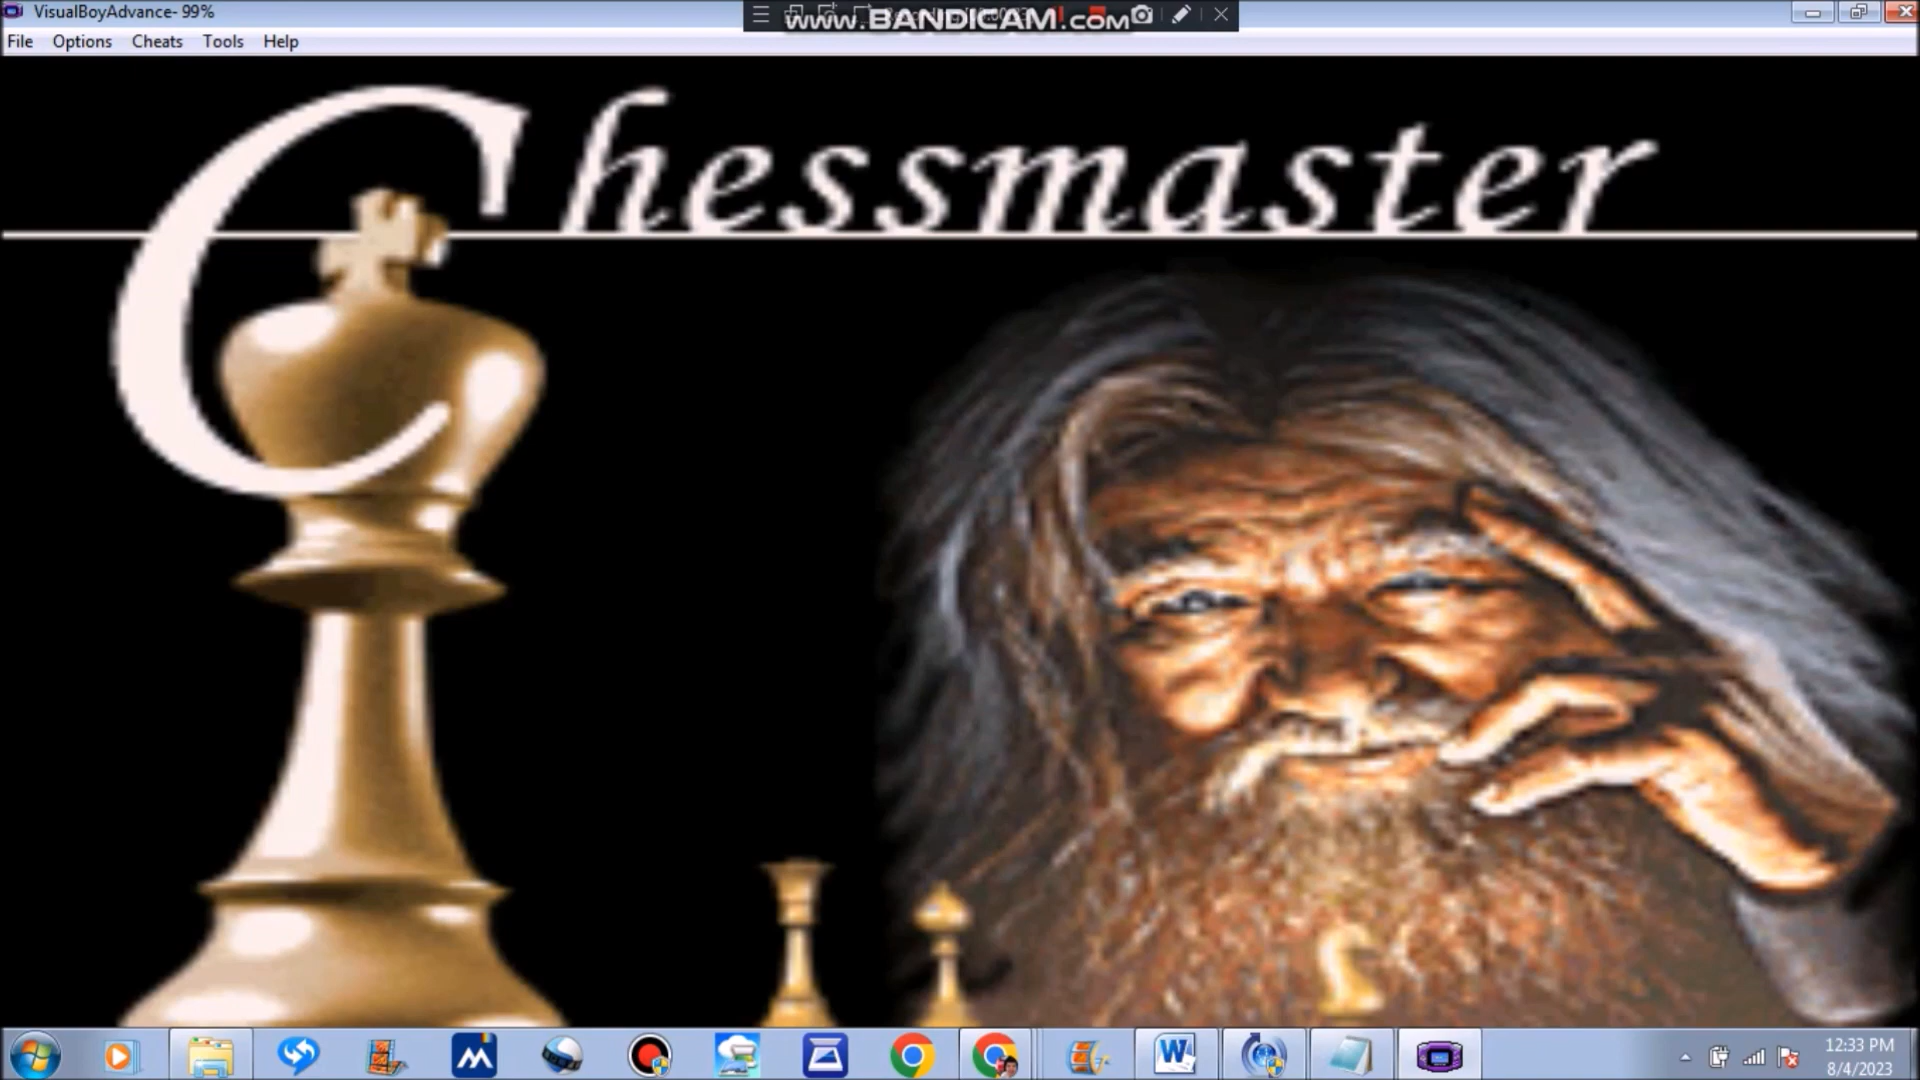 VisualBoyAdvance- 99%
www.BANDICAM.com
File Options Cheats Tools Help
Chessmaster
12:33 PM
8/4/2023